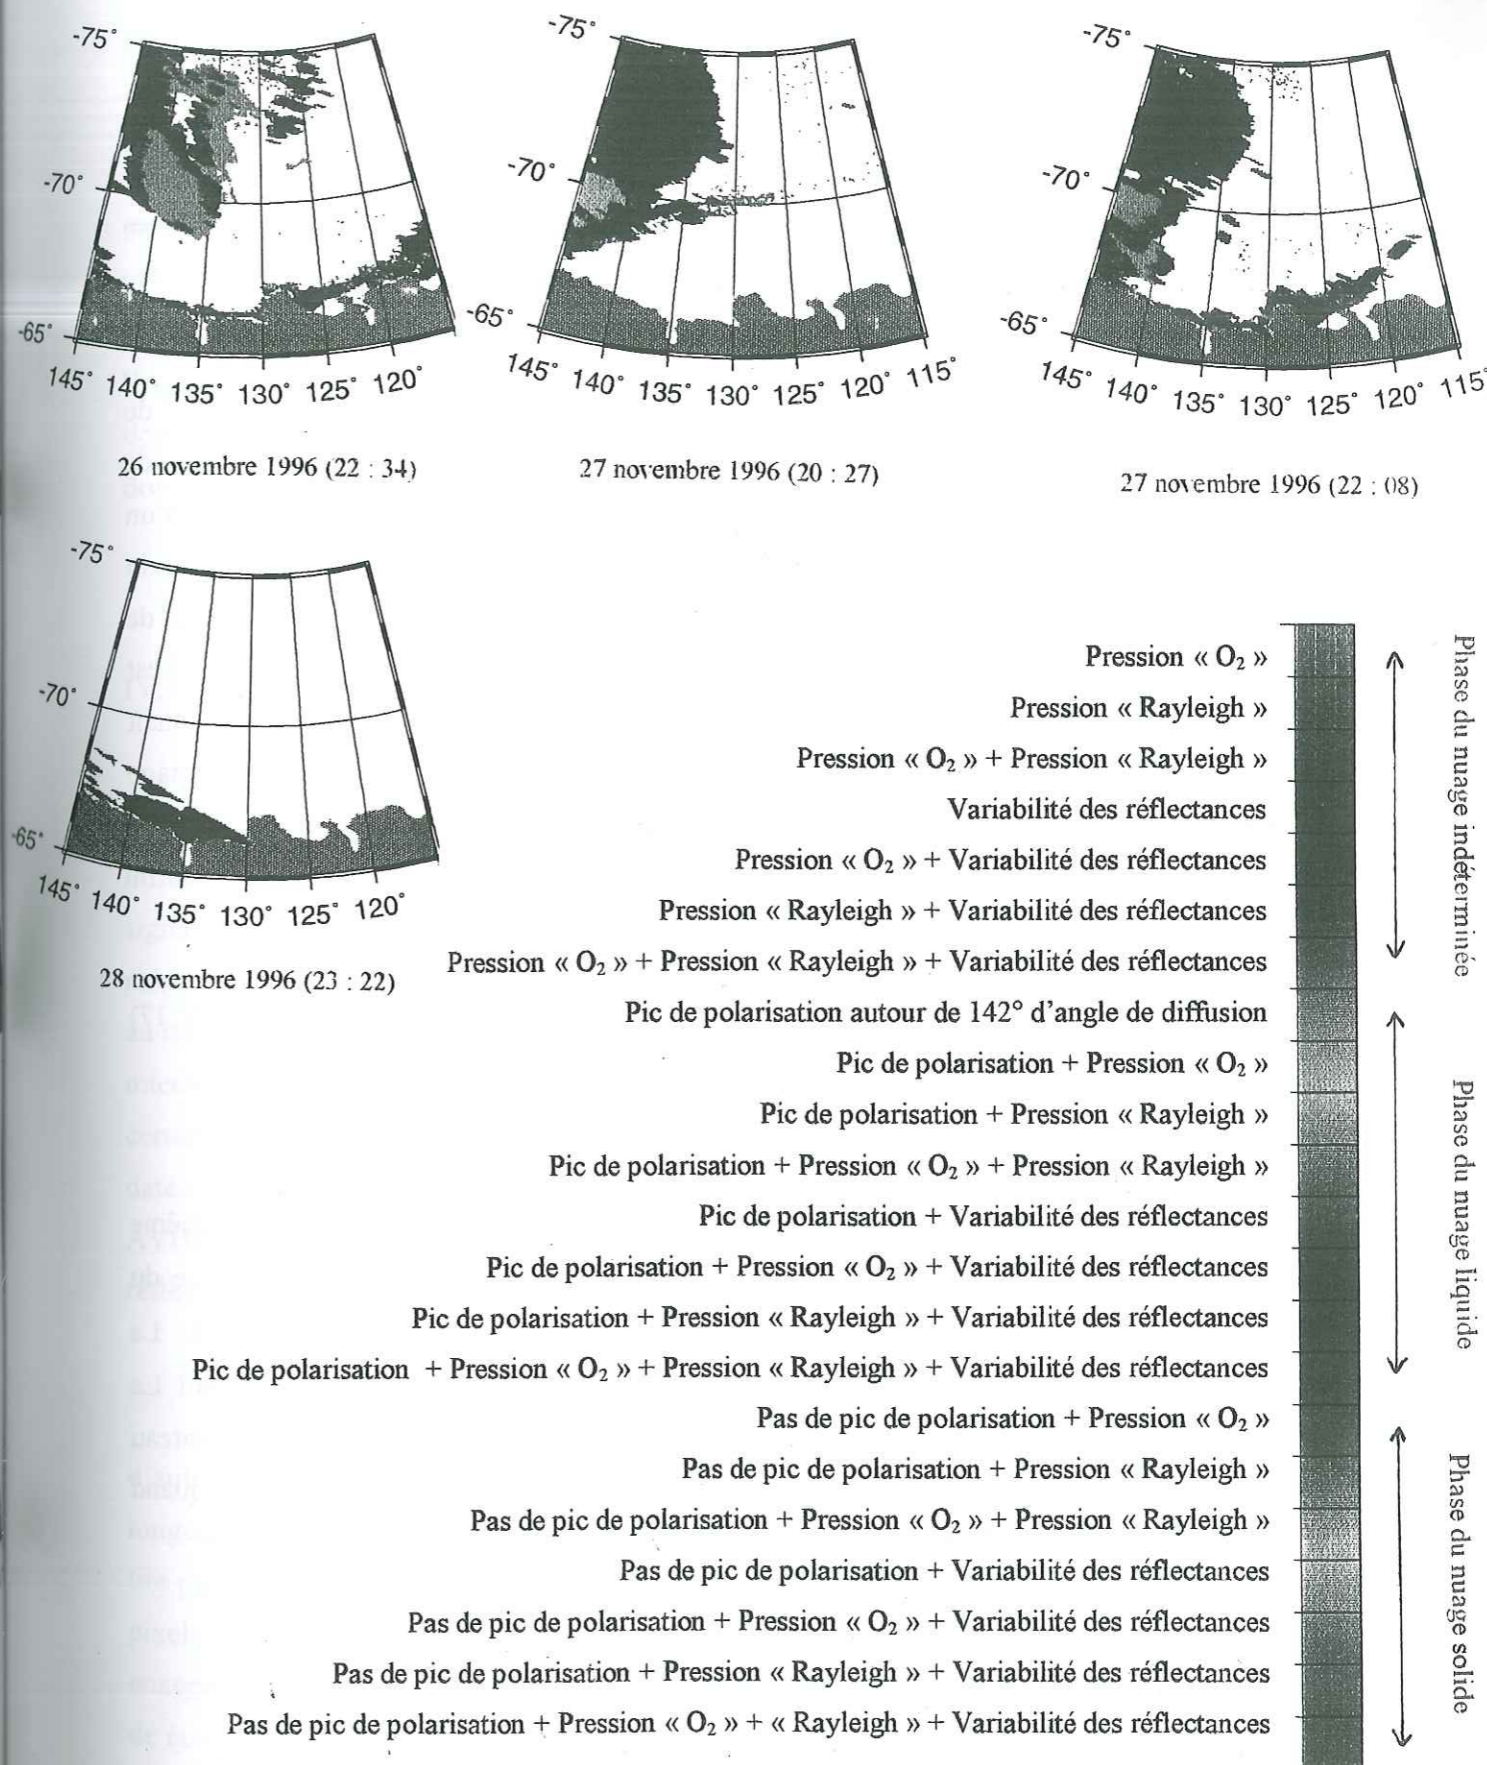 -75°
-70°
-65°
145° 140° 135° 130° 125° 120°
26 novembre 1996 (22 : 34)
-75°
-70°
-65°
145° 140° 135° 130° 125° 120° 115°
27 novembre 1996 (20 : 27)
-75°
-70°
-65°
145° 140° 135° 130° 125° 120° 115°
27 novembre 1996 (22 : 08)
-75°
-70°
-65°
145° 140° 135° 130° 125° 120°
28 novembre 1996 (23 : 22)
Pression « O₂ »
Pression « Rayleigh »
Pression « O₂ » + Pression « Rayleigh »
Variabilité des réflectances
Pression « O₂ » + Variabilité des réflectances
Pression « Rayleigh » + Variabilité des réflectances
Pression « O₂ » + Pression « Rayleigh » + Variabilité des réflectances
Pic de polarisation autour de 142° d'angle de diffusion
Pic de polarisation + Pression « O₂ »
Pic de polarisation + Pression « Rayleigh »
Pic de polarisation + Pression « O₂ » + Pression « Rayleigh »
Pic de polarisation + Variabilité des réflectances
Pic de polarisation + Pression « O₂ » + Variabilité des réflectances
Pic de polarisation + Pression « Rayleigh » + Variabilité des réflectances
Pic de polarisation + Pression « O₂ » + Pression « Rayleigh » + Variabilité des réflectances
Pas de pic de polarisation + Pression « O₂ »
Pas de pic de polarisation + Pression « Rayleigh »
Pas de pic de polarisation + Pression « O₂ » + Pression « Rayleigh »
Pas de pic de polarisation + Variabilité des réflectances
Pas de pic de polarisation + Pression « O₂ » + Variabilité des réflectances
Pas de pic de polarisation + Pression « Rayleigh » + Variabilité des réflectances
Pas de pic de polarisation + Pression « O₂ » + « Rayleigh » + Variabilité des réflectances
Phase du nuage indéterminée
Phase du nuage liquide
Phase du nuage solide